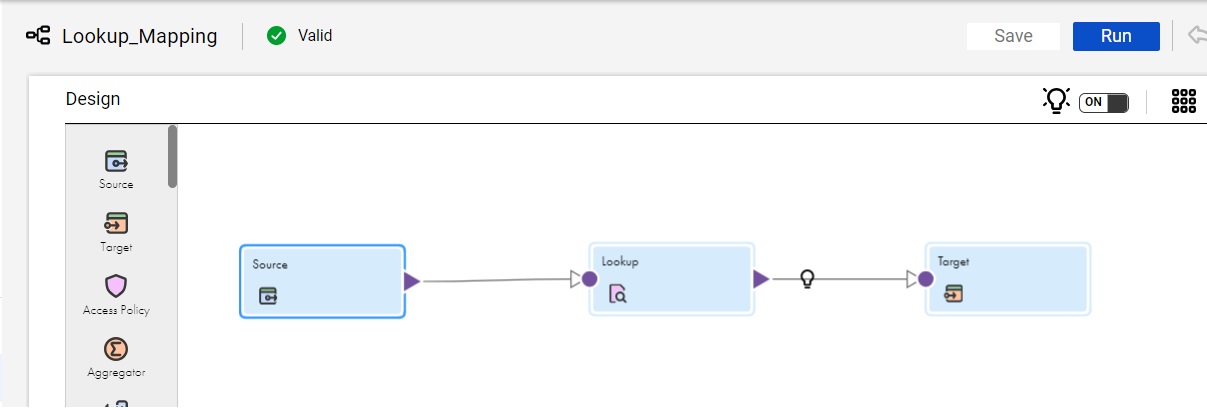 Lookup_Mapping
Valid
Save
Run
Design
ON
Source
Target
Access Policy
Aggregator
Source
Lookup
Target